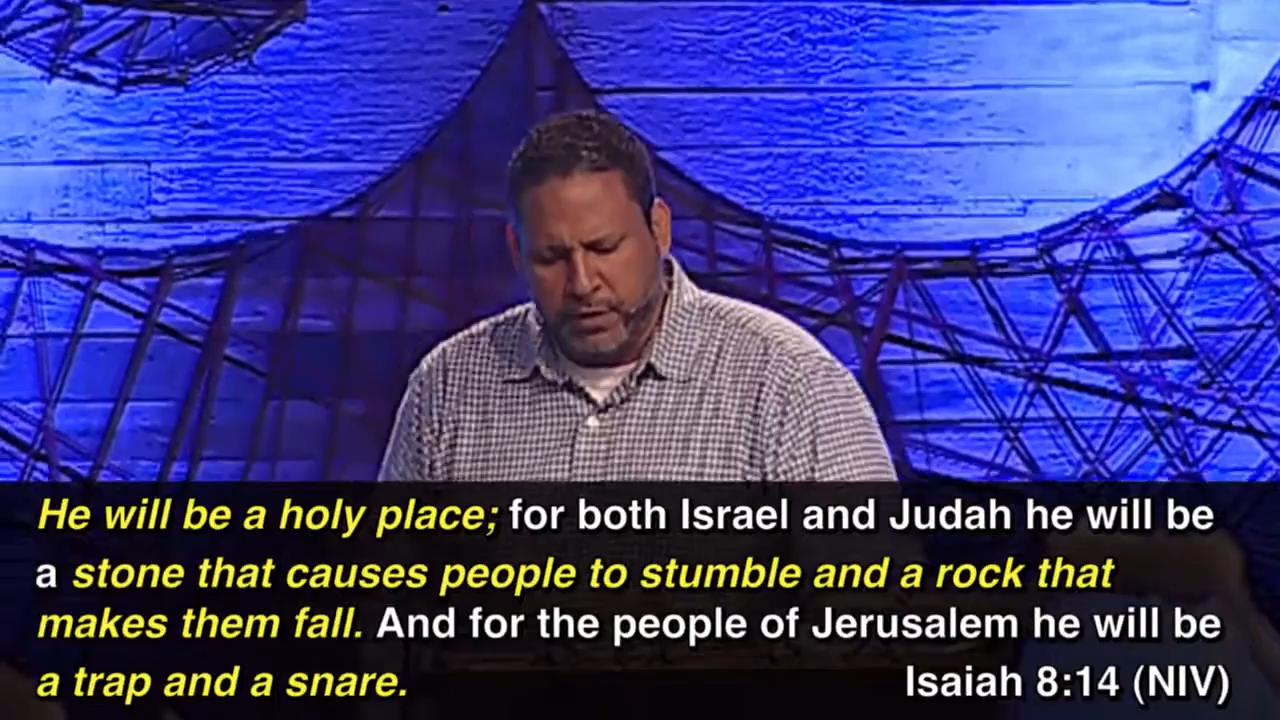 He will be a holy place; for both Israel and Judah he will be
a stone that causes people to stumble and a rock that
makes them fall. And for the people of Jerusalem he will be
a trap and a snare.
Isaiah 8:14 (NIV)